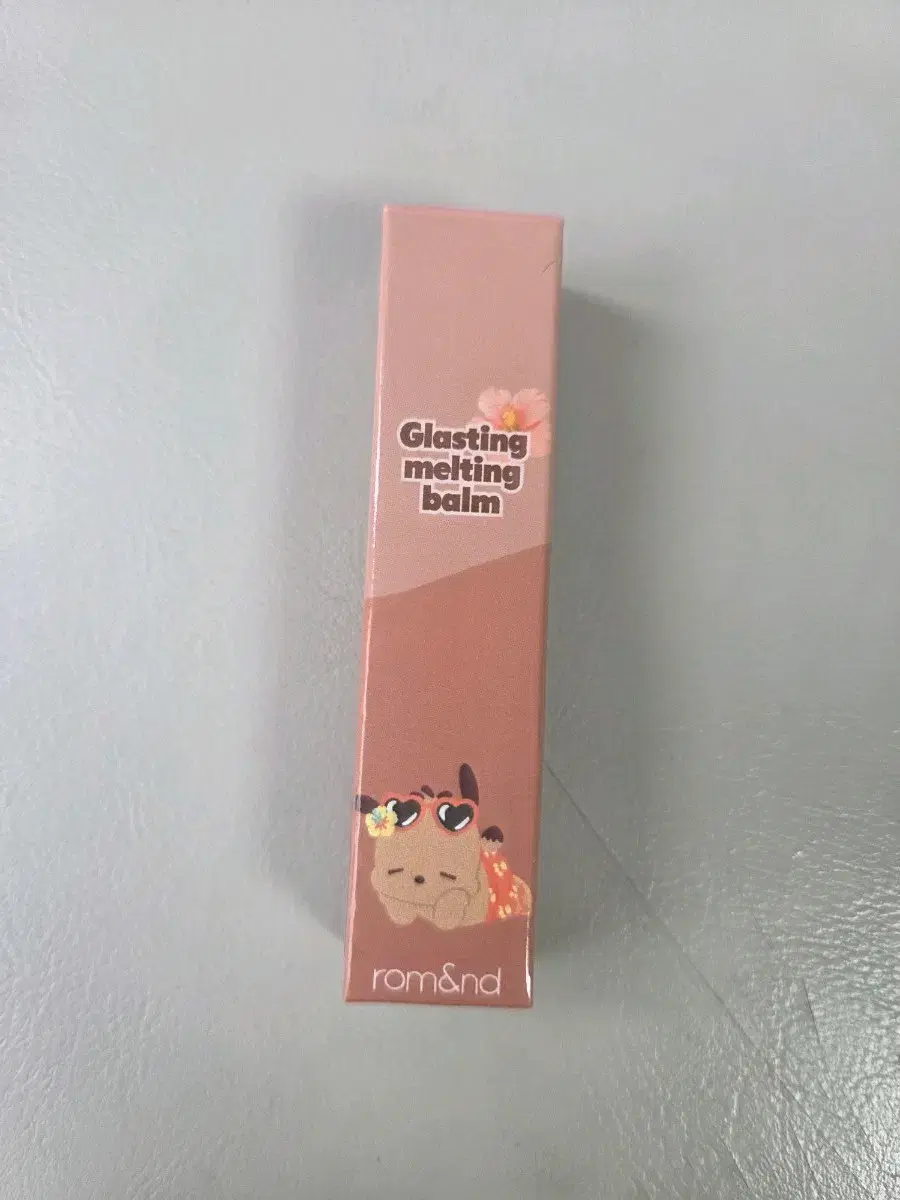 Glasting
melting
balm
rom&nd